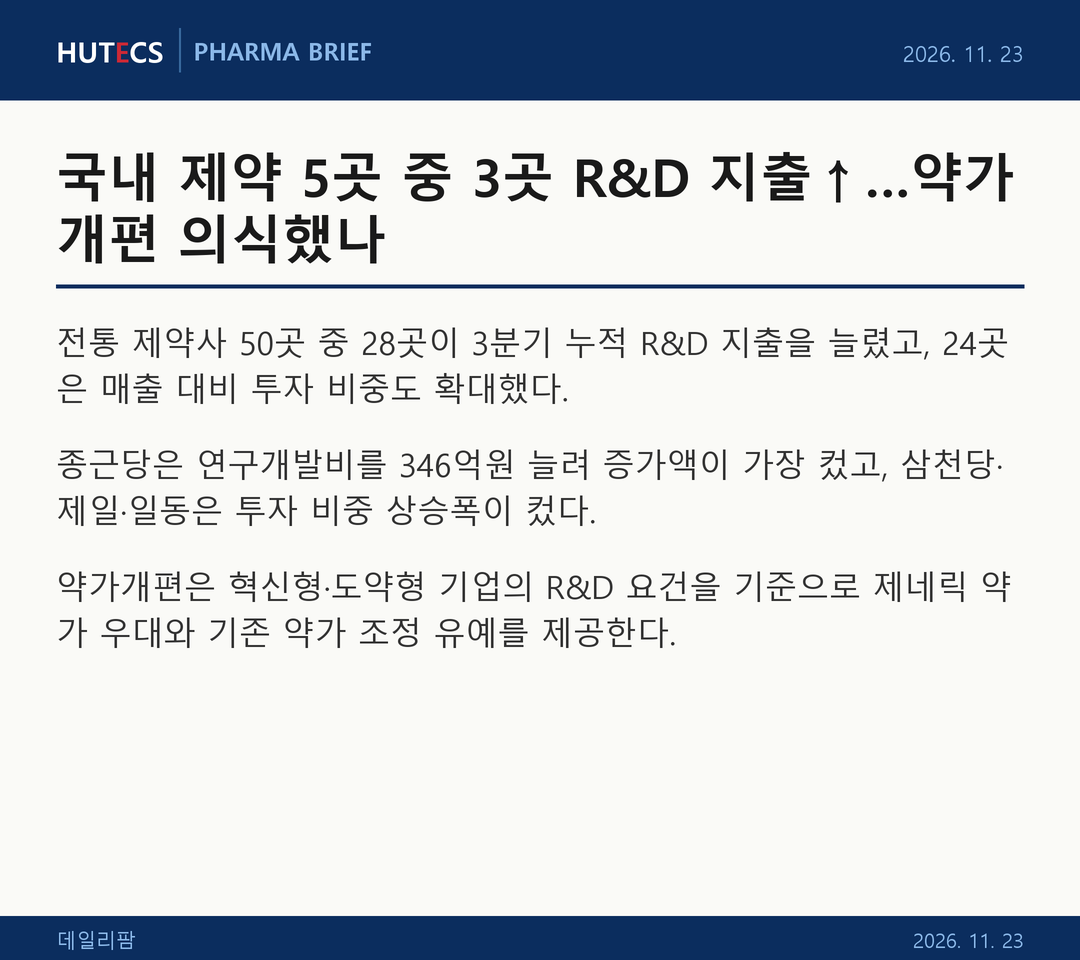 HUTECS | PHARMA BRIEF 2026. 11. 23
국내 제약 5곳 중 3곳 R&D 지출↑…약가
개편 의식했나
전통 제약사 50곳 중 28곳이 3분기 누적 R&D 지출을 늘렸고, 24곳
은 매출 대비 투자 비중도 확대했다.
종근당은 연구개발비를 346억원 늘려 증가액이 가장 컸고, 삼천당·
제일·일동은 투자 비중 상승폭이 컸다.
약가개편은 혁신형·도약형 기업의 R&D 요건을 기준으로 제네릭 약
가 우대와 기존 약가 조정 유예를 제공한다.
데일리팜 2026. 11. 23